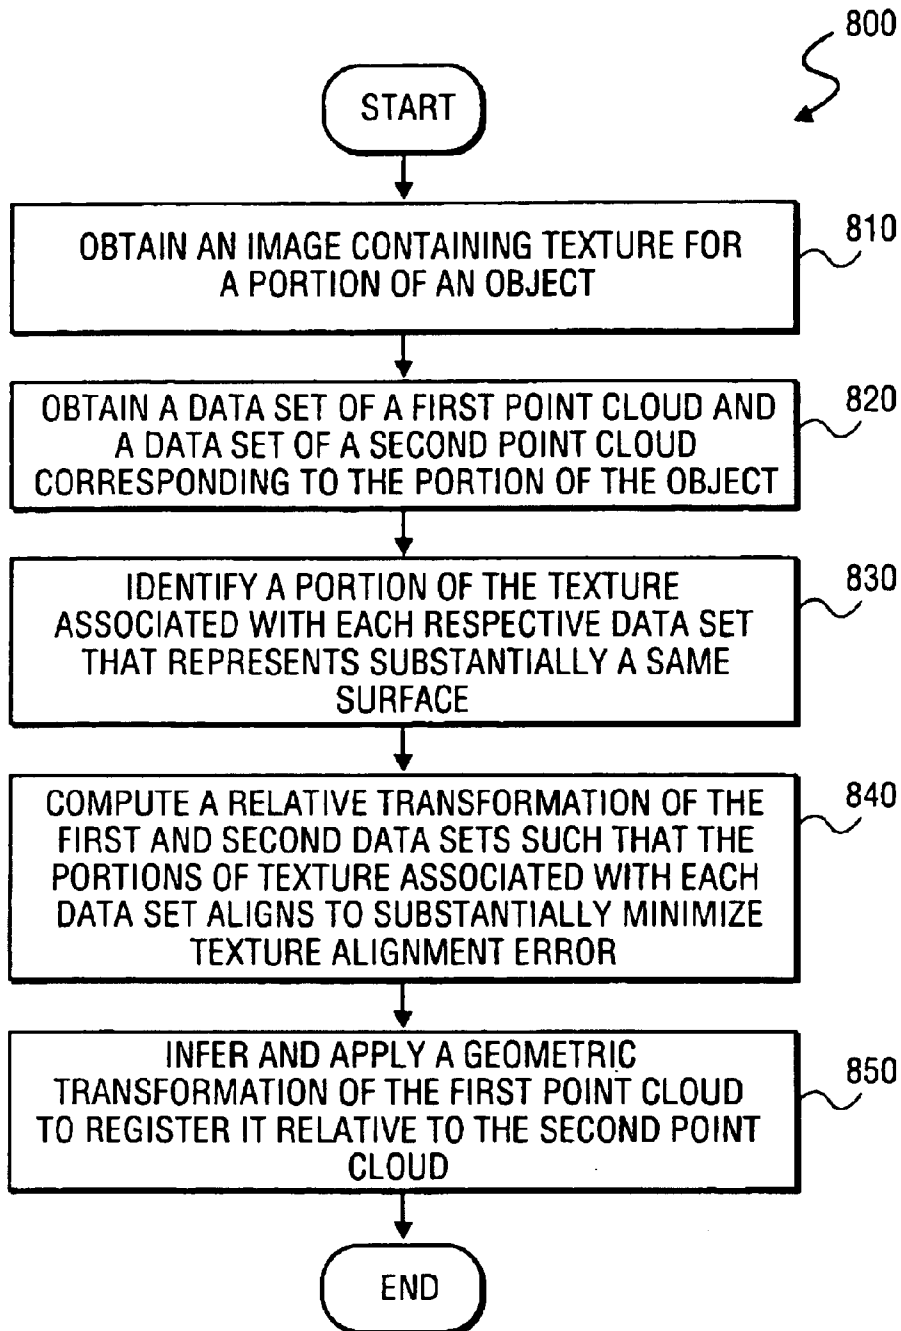 800
START
OBTAIN AN IMAGE CONTAINING TEXTURE FOR
A PORTION OF AN OBJECT
810
OBTAIN A DATA SET OF A FIRST POINT CLOUD AND
A DATA SET OF A SECOND POINT CLOUD
CORRESPONDING TO THE PORTION OF THE OBJECT
820
IDENTIFY A PORTION OF THE TEXTURE
ASSOCIATED WITH EACH RESPECTIVE DATA SET
THAT REPRESENTS SUBSTANTIALLY A SAME
SURFACE
830
COMPUTE A RELATIVE TRANSFORMATION OF THE
FIRST AND SECOND DATA SETS SUCH THAT THE
PORTIONS OF TEXTURE ASSOCIATED WITH EACH
DATA SET ALIGNS TO SUBSTANTIALLY MINIMIZE
TEXTURE ALIGNMENT ERROR
840
INFER AND APPLY A GEOMETRIC
TRANSFORMATION OF THE FIRST POINT CLOUD
TO REGISTER IT RELATIVE TO THE SECOND POINT
CLOUD
850
END